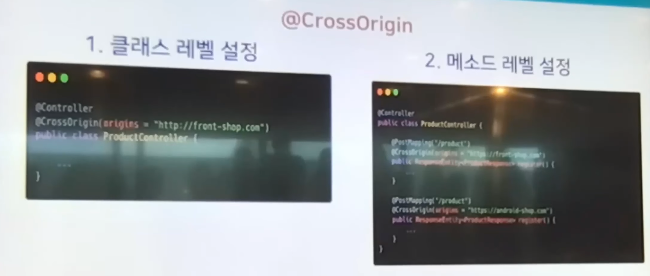 @CrossOrigin
1. 클래스 레벨 설정
@Controller
@CrossOrigin(origins = "http://front-shop.com")
public class ProductController {
...
}
2. 메소드 레벨 설정
@Controller
public class ProductController {
@PostMapping("/product")
@CrossOrigin(origins = "https://front-shop.com")
public ResponseEntity<ProductResponse> register() {
...
}
@PostMapping("/product")
@CrossOrigin(origins = "https://android-shop.com")
public ResponseEntity<ProductResponse> register() {
...
}
}